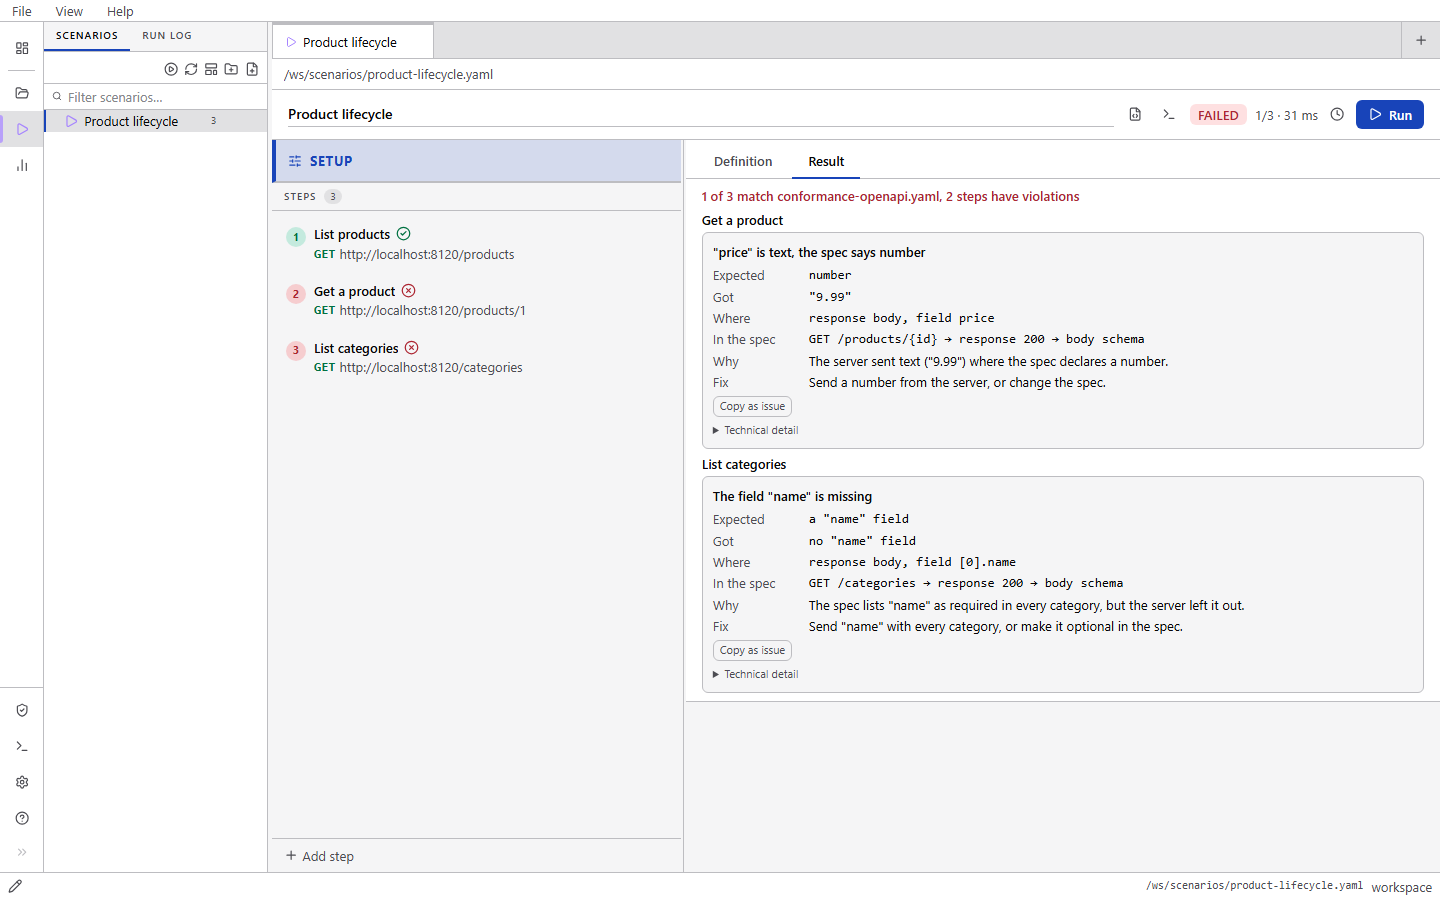 File View Help
SCENARIOS RUN LOG
Product lifecycle
/ws/scenarios/product-lifecycle.yaml
Filter scenarios...
Product lifecycle 3
Product lifecycle
FAILED 1/3 · 31 ms Run
SETUP
STEPS 3
1 List products
GET http://localhost:8120/products
2 Get a product
GET http://localhost:8120/products/1
3 List categories
GET http://localhost:8120/categories
Add step
Definition Result
1 of 3 match conformance-openapi.yaml, 2 steps have violations
Get a product
"price" is text, the spec says number
Expected number
Got "9.99"
Where response body, field price
In the spec GET /products/{id} → response 200 → body schema
Why The server sent text ("9.99") where the spec declares a number.
Fix Send a number from the server, or change the spec.
Copy as issue
Technical detail
List categories
The field "name" is missing
Expected a "name" field
Got no "name" field
Where response body, field [0].name
In the spec GET /categories → response 200 → body schema
Why The spec lists "name" as required in every category, but the server left it out.
Fix Send "name" with every category, or make it optional in the spec.
Copy as issue
Technical detail
/ws/scenarios/product-lifecycle.yaml workspace